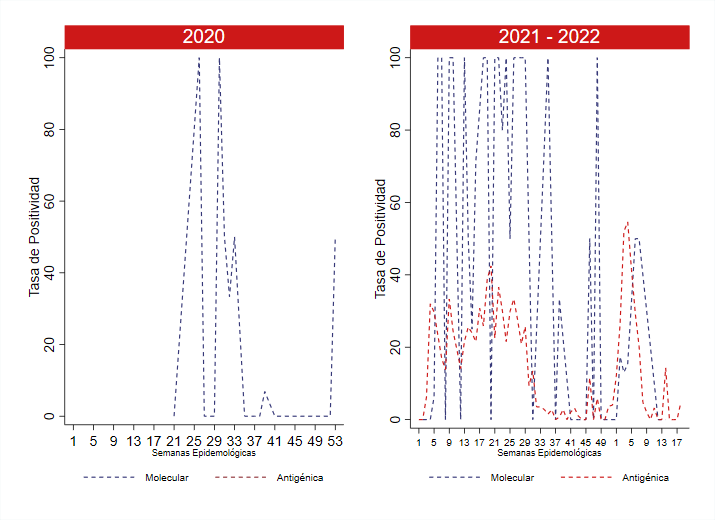 2020
Tasa de Positividad
100
80
60
40
20
0
1 5 9 13 17 21 25 29 33 37 41 45 49 53
Semanas Epidemológicas
Molecular Antigénica
2021 - 2022
Tasa de Positividad
100
80
60
40
20
0
1 5 9 13 17 21 25 29 33 37 41 45 49 1 5 9 13 17
Semanas Epidemológicas
Molecular Antigénica